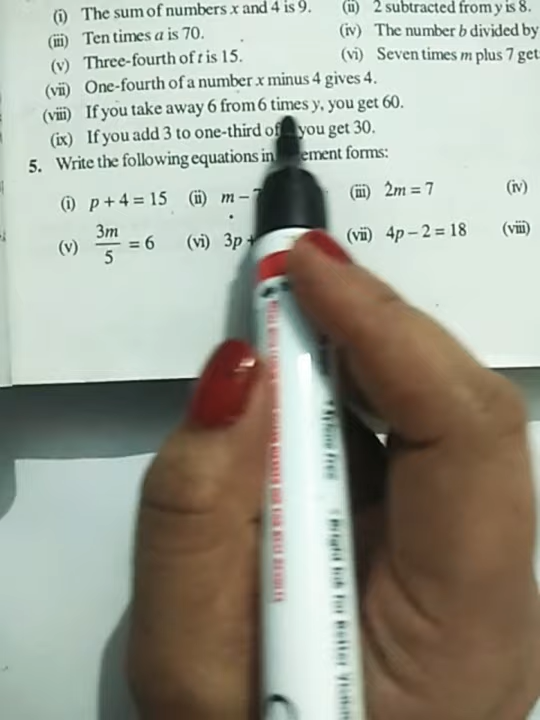 (i) The sum of numbers x and 4 is 9. (ii) 2 subtracted from y is 8.
(iii) Ten times a is 70. (iv) The number b divided by
(v) Three-fourth of t is 15. (vi) Seven times m plus 7 get
(vii) One-fourth of a number x minus 4 gives 4.
(viii) If you take away 6 from 6 times y, you get 60.
(ix) If you add 3 to one-third of you get 30.
5. Write the following equations in ement forms:
(i) p + 4 = 15 (ii) m – 7 (iii) 2m = 7 (iv)
(v) 3m/5 = 6 (vi) 3p + (vii) 4p – 2 = 18 (viii)